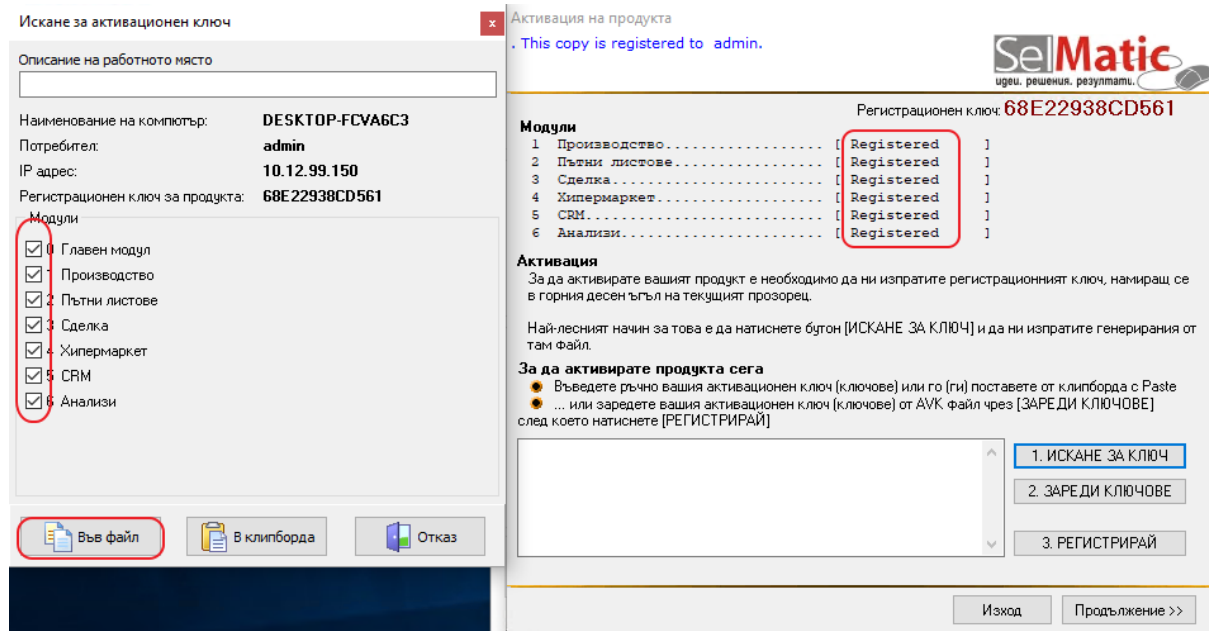 Искане за активационен ключ
x
Описание на работното място
Наименование на компютър: DESKTOP-FCVA6C3
Потребител: admin
IP адрес: 10.12.99.150
Регистрационен ключ за продукта: 68E22938CD561
Модули
0 Главен модул
1 Производство
2 Пътни листове
3 Сделка
4 Хипермаркет
5 CRM
6 Анализи
Във файл
В клипборда
Отказ
Активация на продукта
. This copy is registered to admin.
SelMatic
идеи. решения. резултати.
Регистрационен ключ: 68E22938CD561
Модули
1 Производство.................. [ Registered ]
2 Пътни листове................. [ Registered ]
3 Сделка........................ [ Registered ]
4 Хипермаркет................... [ Registered ]
5 CRM........................... [ Registered ]
6 Анализи....................... [ Registered ]
Активация
За да активирате вашият продукт е необходимо да ни изпратите регистрационният ключ, намиращ се
в горния десен ъгъл на текущият прозорец.
Най-лесният начин за това е да натиснете бутон [ИСКАНЕ ЗА КЛЮЧ] и да ни изпратите генерирания от
там файл.
За да активирате продукта сега
Въведете ръчно вашия активационен ключ (ключове) или го (ги) поставете от клипборда с Paste
... или заредете вашия активационен ключ (ключове) от AVK файл чрез [ЗАРЕДИ КЛЮЧОВЕ]
след което натиснете [РЕГИСТРИРАЙ]
1. ИСКАНЕ ЗА КЛЮЧ
2. ЗАРЕДИ КЛЮЧОВЕ
3. РЕГИСТРИРАЙ
Изход
Продължение >>